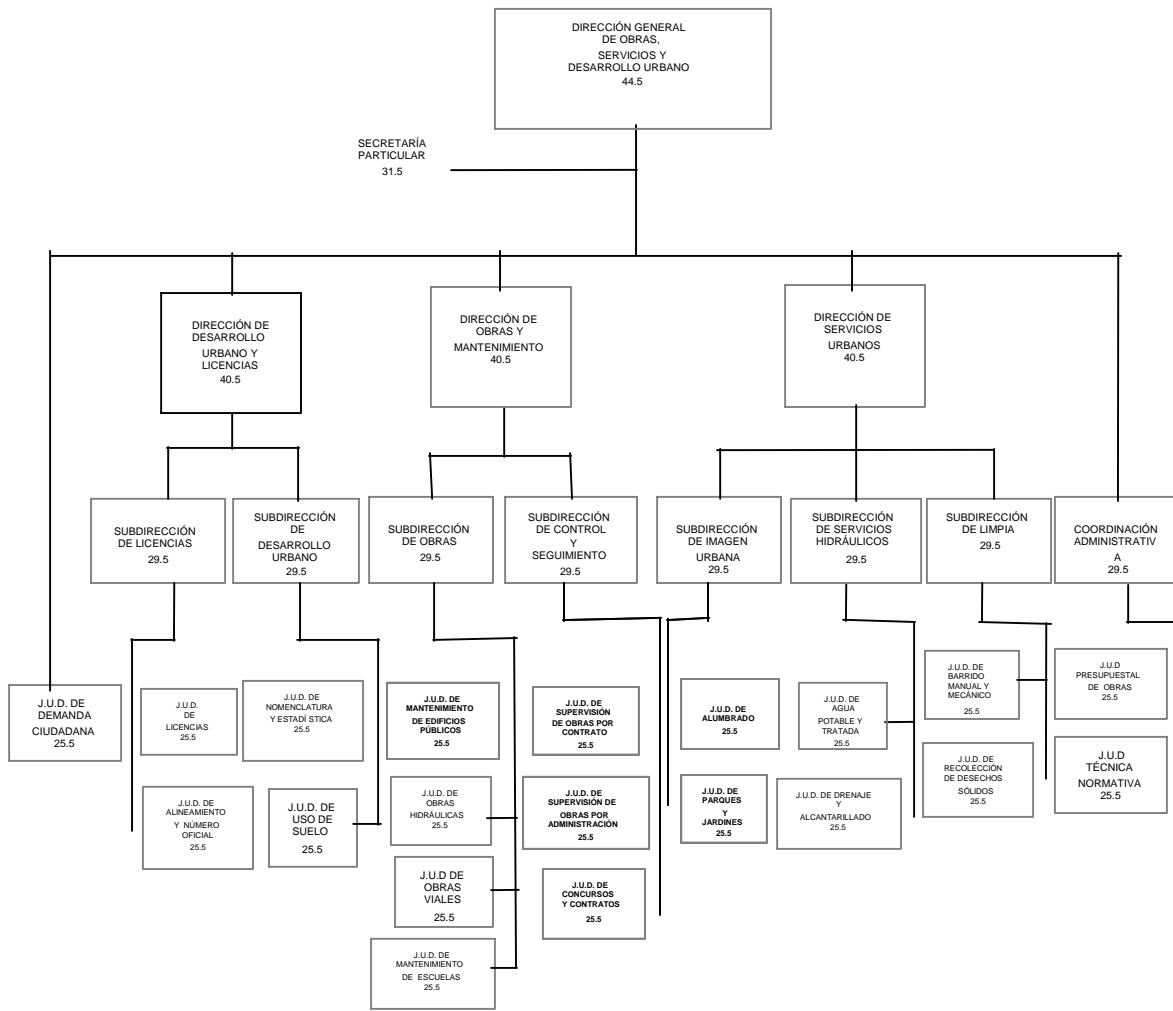 DIRECCIÓN GENERAL
DE OBRAS,
SERVICIOS Y
DESARROLLO URBANO
44.5
SECRETARÍA
PARTICULAR
31.5
DIRECCIÓN DE
DESARROLLO
URBANO Y
LICENCIAS
40.5
DIRECCIÓN DE
OBRAS Y
MANTENIMIENTO
40.5
DIRECCIÓN DE
SERVICIOS
URBANOS
40.5
SUBDIRECCIÓN
DE LICENCIAS
29.5
SUBDIRECCIÓN
DE
DESARROLLO
URBANO
29.5
SUBDIRECCIÓN
DE OBRAS
29.5
SUBDIRECCIÓN
DE CONTROL
Y
SEGUIMIENTO
29.5
SUBDIRECCIÓN
DE IMAGEN
URBANA
29.5
SUBDIRECCIÓN
DE SERVICIOS
HIDRÁULICOS
29.5
SUBDIRECCIÓN
DE LIMPIA
29.5
COORDINACIÓN
ADMINISTRATIV
A
29.5
J.U.D. DE
DEMANDA
CIUDADANA
25.5
J.U.D.
DE
LICENCIAS
25.5
J.U.D. DE
NOMENCLATURA
Y ESTADÍ STICA
25.5
J.U.D. DE
MANTENIMIENTO
DE EDIFICIOS
PÚBLICOS
25.5
J.U.D. DE
SUPERVISIÓN
DE OBRAS POR
CONTRATO
25.5
J.U.D. DE
ALUMBRADO
25.5
J.U.D. DE
AGUA
POTABLE Y
TRATADA
25.5
J.U.D. DE
BARRIDO
MANUAL Y
MECÁNICO
25.5
J.U.D
PRESUPUESTAL
DE OBRAS
25.5
J.U.D. DE
ALINEAMIENTO
Y NÚMERO
OFICIAL
25.5
J.U.D. DE
USO DE
SUELO
25.5
J.U.D. DE
OBRAS
HIDRÁULICAS
25.5
J.U.D. DE
SUPERVISIÓN DE
OBRAS POR
ADMINISTRACIÓN
25.5
J.U.D. DE
PARQUES
Y
JARDINES
25.5
J.U.D. DE DRENAJE
Y
ALCANTARILLADO
25.5
J.U.D. DE
RECOLECCIÓN
DE DESECHOS
SÓLIDOS
25.5
J.U.D
TÉCNICA
NORMATIVA
25.5
J.U.D DE
OBRAS
VIALES
25.5
J.U.D. DE
CONCURSOS
Y CONTRATOS
25.5
J.U.D. DE
MANTENIMIENTO
DE ESCUELAS
25.5